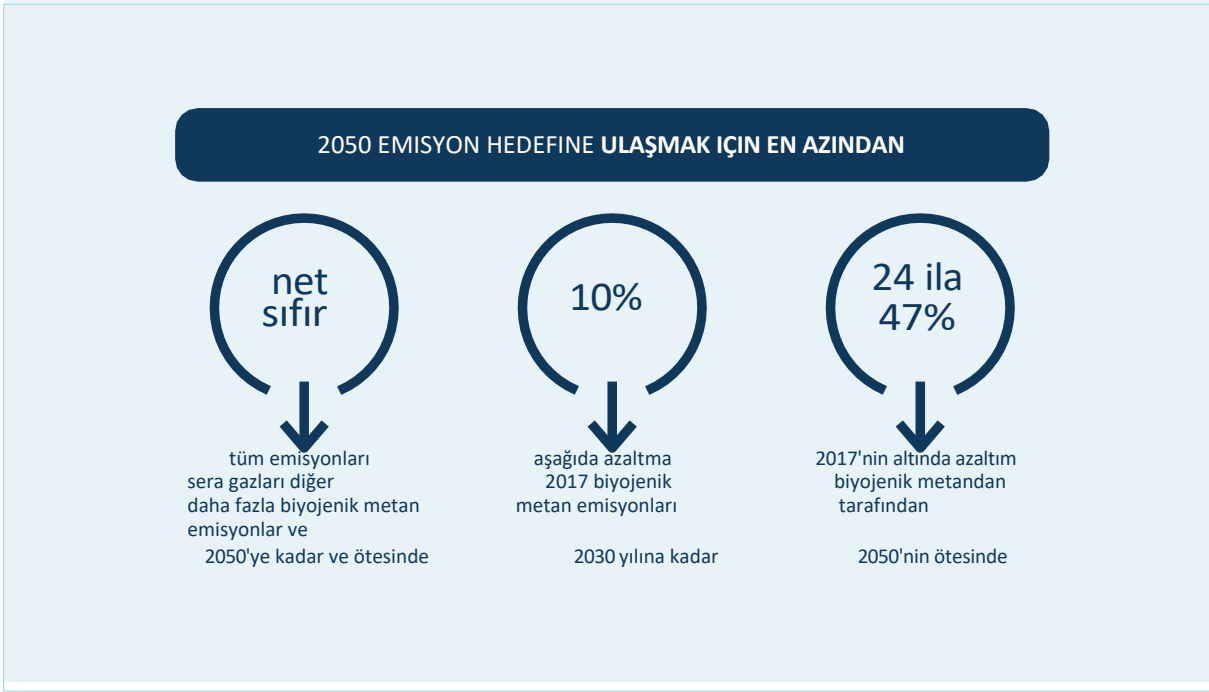 2050 EMISYON HEDEFINE ULAŞMAK IÇIN EN AZINDAN
net
sıfır
tüm emisyonları
sera gazları diğer
daha fazla biyojenik metan
emisyonlar ve
2050'ye kadar ve ötesinde
10%
aşağıda azaltma
2017 biyojenik
metan emisyonları
2030 yılına kadar
24 ila
47%
2017'nin altında azaltım
biyojenik metandan
tarafından
2050'nin ötesinde